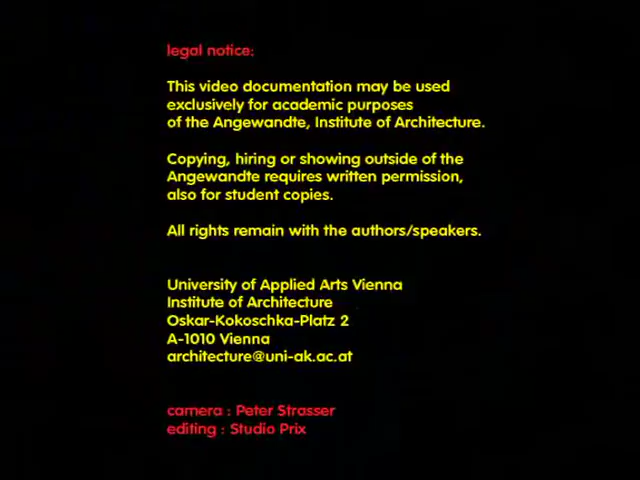 legal notice:
This video documentation may be used
exclusively for academic purposes
of the Angewandte, Institute of Architecture.
Copying, hiring or showing outside of the
Angewandte requires written permission,
also for student copies.
All rights remain with the authors/speakers.
University of Applied Arts Vienna
Institute of Architecture
Oskar-Kokoschka-Platz 2
A-1010 Vienna
architecture@uni-ak.ac.at
camera : Peter Strasser
editing : Studio Prix